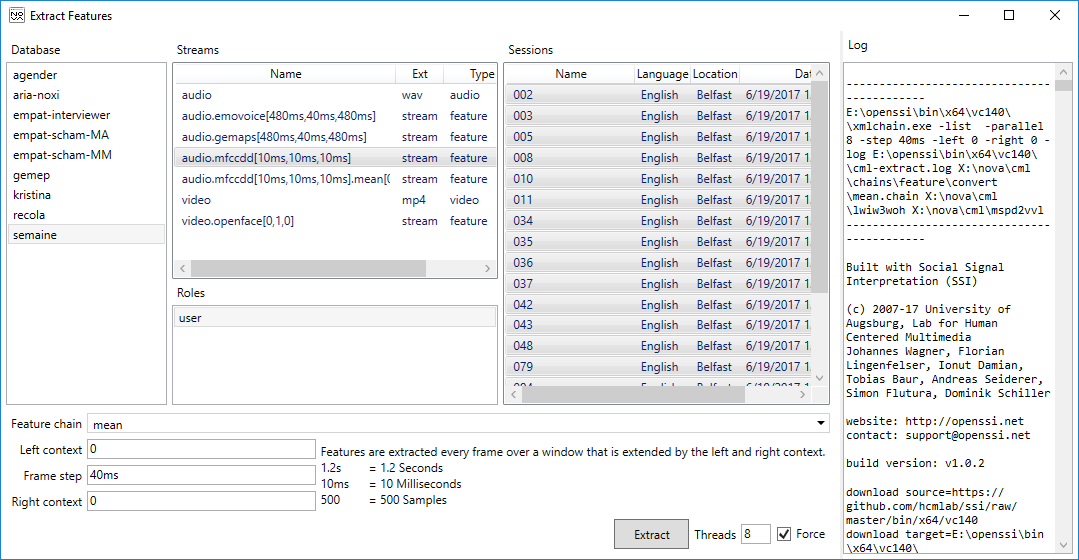 NOVA
Extract Features
Database
agender
aria-noxi
empat-interviewer
empat-scham-MA
empat-scham-MM
gemep
kristina
recola
semaine
Streams
Name Ext Type
audio wav audio
audio.emovoice[480ms,40ms,480ms] stream feature
audio.gemaps[480ms,40ms,480ms] stream feature
audio.mfccdd[10ms,10ms,10ms] stream feature
audio.mfccdd[10ms,10ms,10ms].mean[0 stream feature
video mp4 video
video.openface[0,1,0] stream feature
Roles
user
Sessions
Name Language Location Dat
002 English Belfast 6/19/2017 1
003 English Belfast 6/19/2017 1
005 English Belfast 6/19/2017 1
008 English Belfast 6/19/2017 1
010 English Belfast 6/19/2017 1
011 English Belfast 6/19/2017 1
034 English Belfast 6/19/2017 1
035 English Belfast 6/19/2017 1
036 English Belfast 6/19/2017 1
037 English Belfast 6/19/2017 1
042 English Belfast 6/19/2017 1
043 English Belfast 6/19/2017 1
048 English Belfast 6/19/2017 1
079 English Belfast 6/19/2017 1
Feature chain mean
Left context 0
Frame step 40ms
Right context 0
Features are extracted every frame over a window that is extended by the left and right context.
1.2s = 1.2 Seconds
10ms = 10 Milliseconds
500 = 500 Samples
Extract Threads 8 Force
Log
-------------------------------
------------
E:\openssi\bin\x64\vc140\
\xmlchain.exe -list  -parallel
8 -step 40ms -left 0 -right 0 -
log E:\openssi\bin\x64\vc140\
\cml-extract.log X:\nova\cml
\chains\feature\convert
\mean.chain X:\nova\cml
\lwiw3woh X:\nova\cml\mspd2vvl
-------------------------------
------------
Built with Social Signal
Interpretation (SSI)
(c) 2007-17 University of
Augsburg, Lab for Human
Centered Multimedia
Johannes Wagner, Florian
Lingenfelser, Ionut Damian,
Tobias Baur, Andreas Seiderer,
Simon Flutura, Dominik Schiller
website: http://openssi.net
contact: support@openssi.net
build version: v1.0.2
download source=https://
github.com/hcmlab/ssi/raw/
master/bin/x64/vc140
download target=E:\openssi\bin
\x64\vc140\